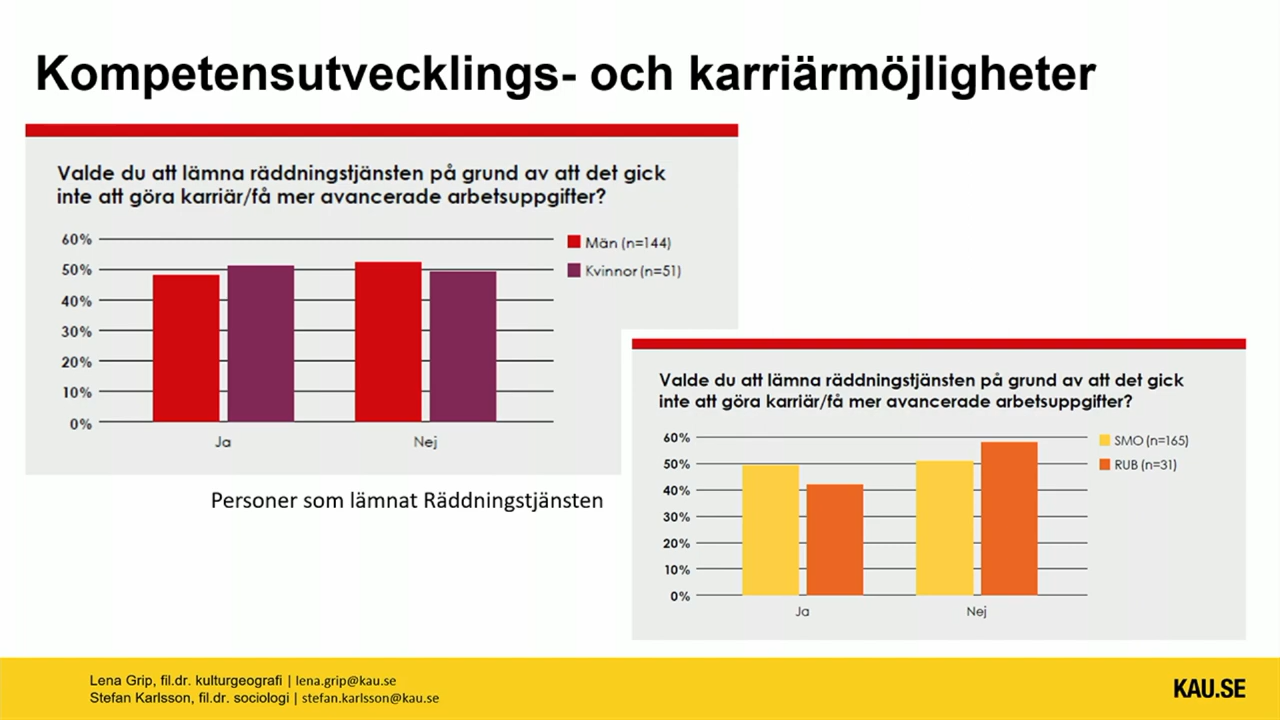 Kompetensutvecklings- och karriärmöjligheter
Valde du att lämna räddningstjänsten på grund av att det gick
inte att göra karriär/få mer avancerade arbetsuppgifter?
60%
50%
40%
30%
20%
10%
0%
Ja
Nej
Män (n=144)
Kvinnor (n=51)
Personer som lämnat Räddningstjänsten
Valde du att lämna räddningstjänsten på grund av att det gick
inte att göra karriär/få mer avancerade arbetsuppgifter?
60%
50%
40%
30%
20%
10%
0%
Ja
Nej
SMO (n=165)
RUB (n=31)
Lena Grip, fil.dr. kulturgeografi | lena.grip@kau.se
Stefan Karlsson, fil.dr. sociologi | stefan.karlsson@kau.se
KAU.SE